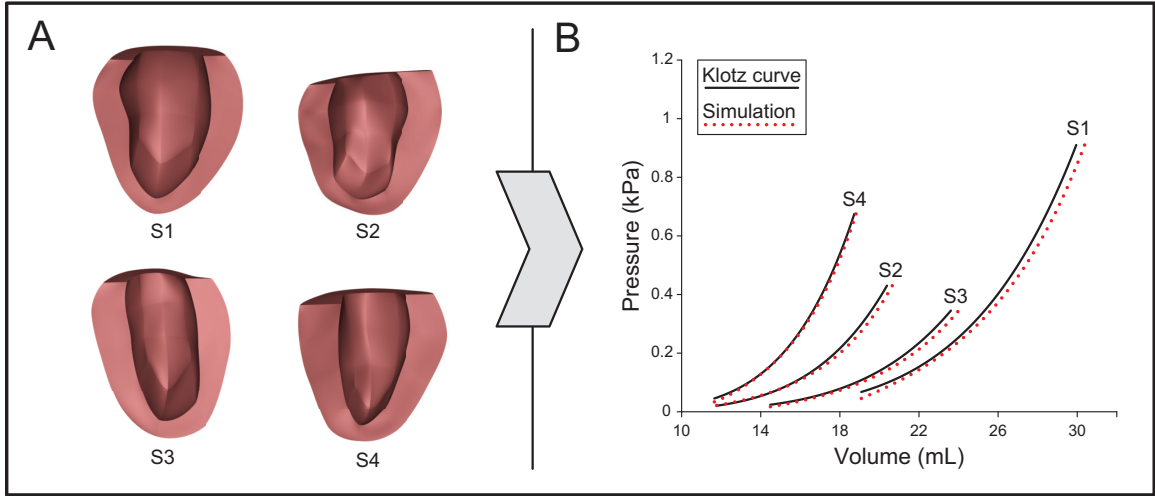 A
S1
S2
S3
S4
B
Klotz curve
Simulation
S4
S2
S3
S1
Pressure (kPa)
1.2
1
0.8
0.6
0.4
0.2
0
10
14
18
22
26
30
Volume (mL)